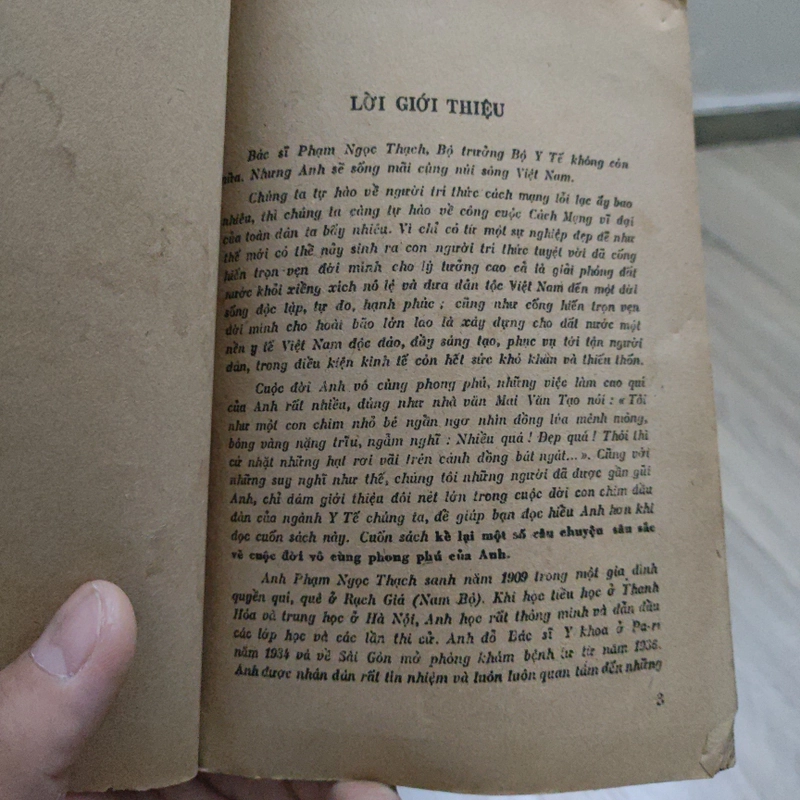 LỜI GIỚI THIỆU
Bác sĩ Phạm Ngọc Thạch, Bộ trưởng Bộ Y Tế không còn
nữa. Nhưng Anh sẽ sống mãi cùng núi sông Việt Nam.
Chúng ta tự hào về người trí thức cách mạng lỗi lạc ấy bao
nhiêu, thì chúng ta càng tự hào về công cuộc Cách Mạng vĩ đại
của toàn dân ta bấy nhiêu. Vì chỉ có từ một sự nghiệp đẹp đẽ như
thế mới có thể nảy sinh ra con người trí thức tuyệt vời đã cống
hiến trọn vẹn đời mình cho lý tưởng cao cả là giải phóng đất
nước khỏi xiềng xích nô lệ và đưa dân tộc Việt Nam đến một đời
sống độc lập, tự do, hạnh phúc ; cũng như cống hiến trọn vẹn
đời mình cho hoài bão lớn lao là xây dựng cho đất nước một
nền y tế Việt Nam độc đáo, đầy sáng tạo, phục vụ tới tận người
dân, trong điều kiện kinh tế còn hết sức khó khăn và thiếu thốn.
Cuộc đời Anh vô cùng phong phú, những việc làm cao quí
của Anh rất nhiều, đúng như nhà văn Mai Văn Tạo nói : « Tôi
như một con chim nhỏ bé ngẩn ngơ nhìn đồng lúa mênh mông,
bông vàng nặng trĩu, ngẫm nghĩ : Nhiều quá ! Đẹp quá ! Thôi thì
cứ nhặt những hạt rơi vãi trên cánh đồng bát ngát... ». Cũng với
những suy nghĩ như thế, chúng tôi những người đã được gần gũi
Anh, chỉ dám giới thiệu đôi nét lớn trong cuộc đời con chim đầu
đàn của ngành Y Tế chúng ta, để giúp bạn đọc hiểu Anh hơn khi
đọc cuốn sách này. Cuốn sách kể lại một số câu chuyện sâu sắc
về cuộc đời vô cùng phong phú của Anh.
Anh Phạm Ngọc Thạch sanh năm 1909 trong một gia đình
quyền quí, quê ở Rạch Giá (Nam Bộ). Khi học tiểu học ở Thanh
Hóa và trung học ở Hà Nội, Anh học rất thông minh và dẫn đầu
các lớp học và các lần thi cử. Anh đỗ Bác sĩ Y khoa ở Pa-ri
năm 1934 và về Sài Gòn mở phòng khám bệnh tư từ năm 1936.
Anh được nhân dân rất tín nhiệm và luôn luôn quan tâm đến những
3